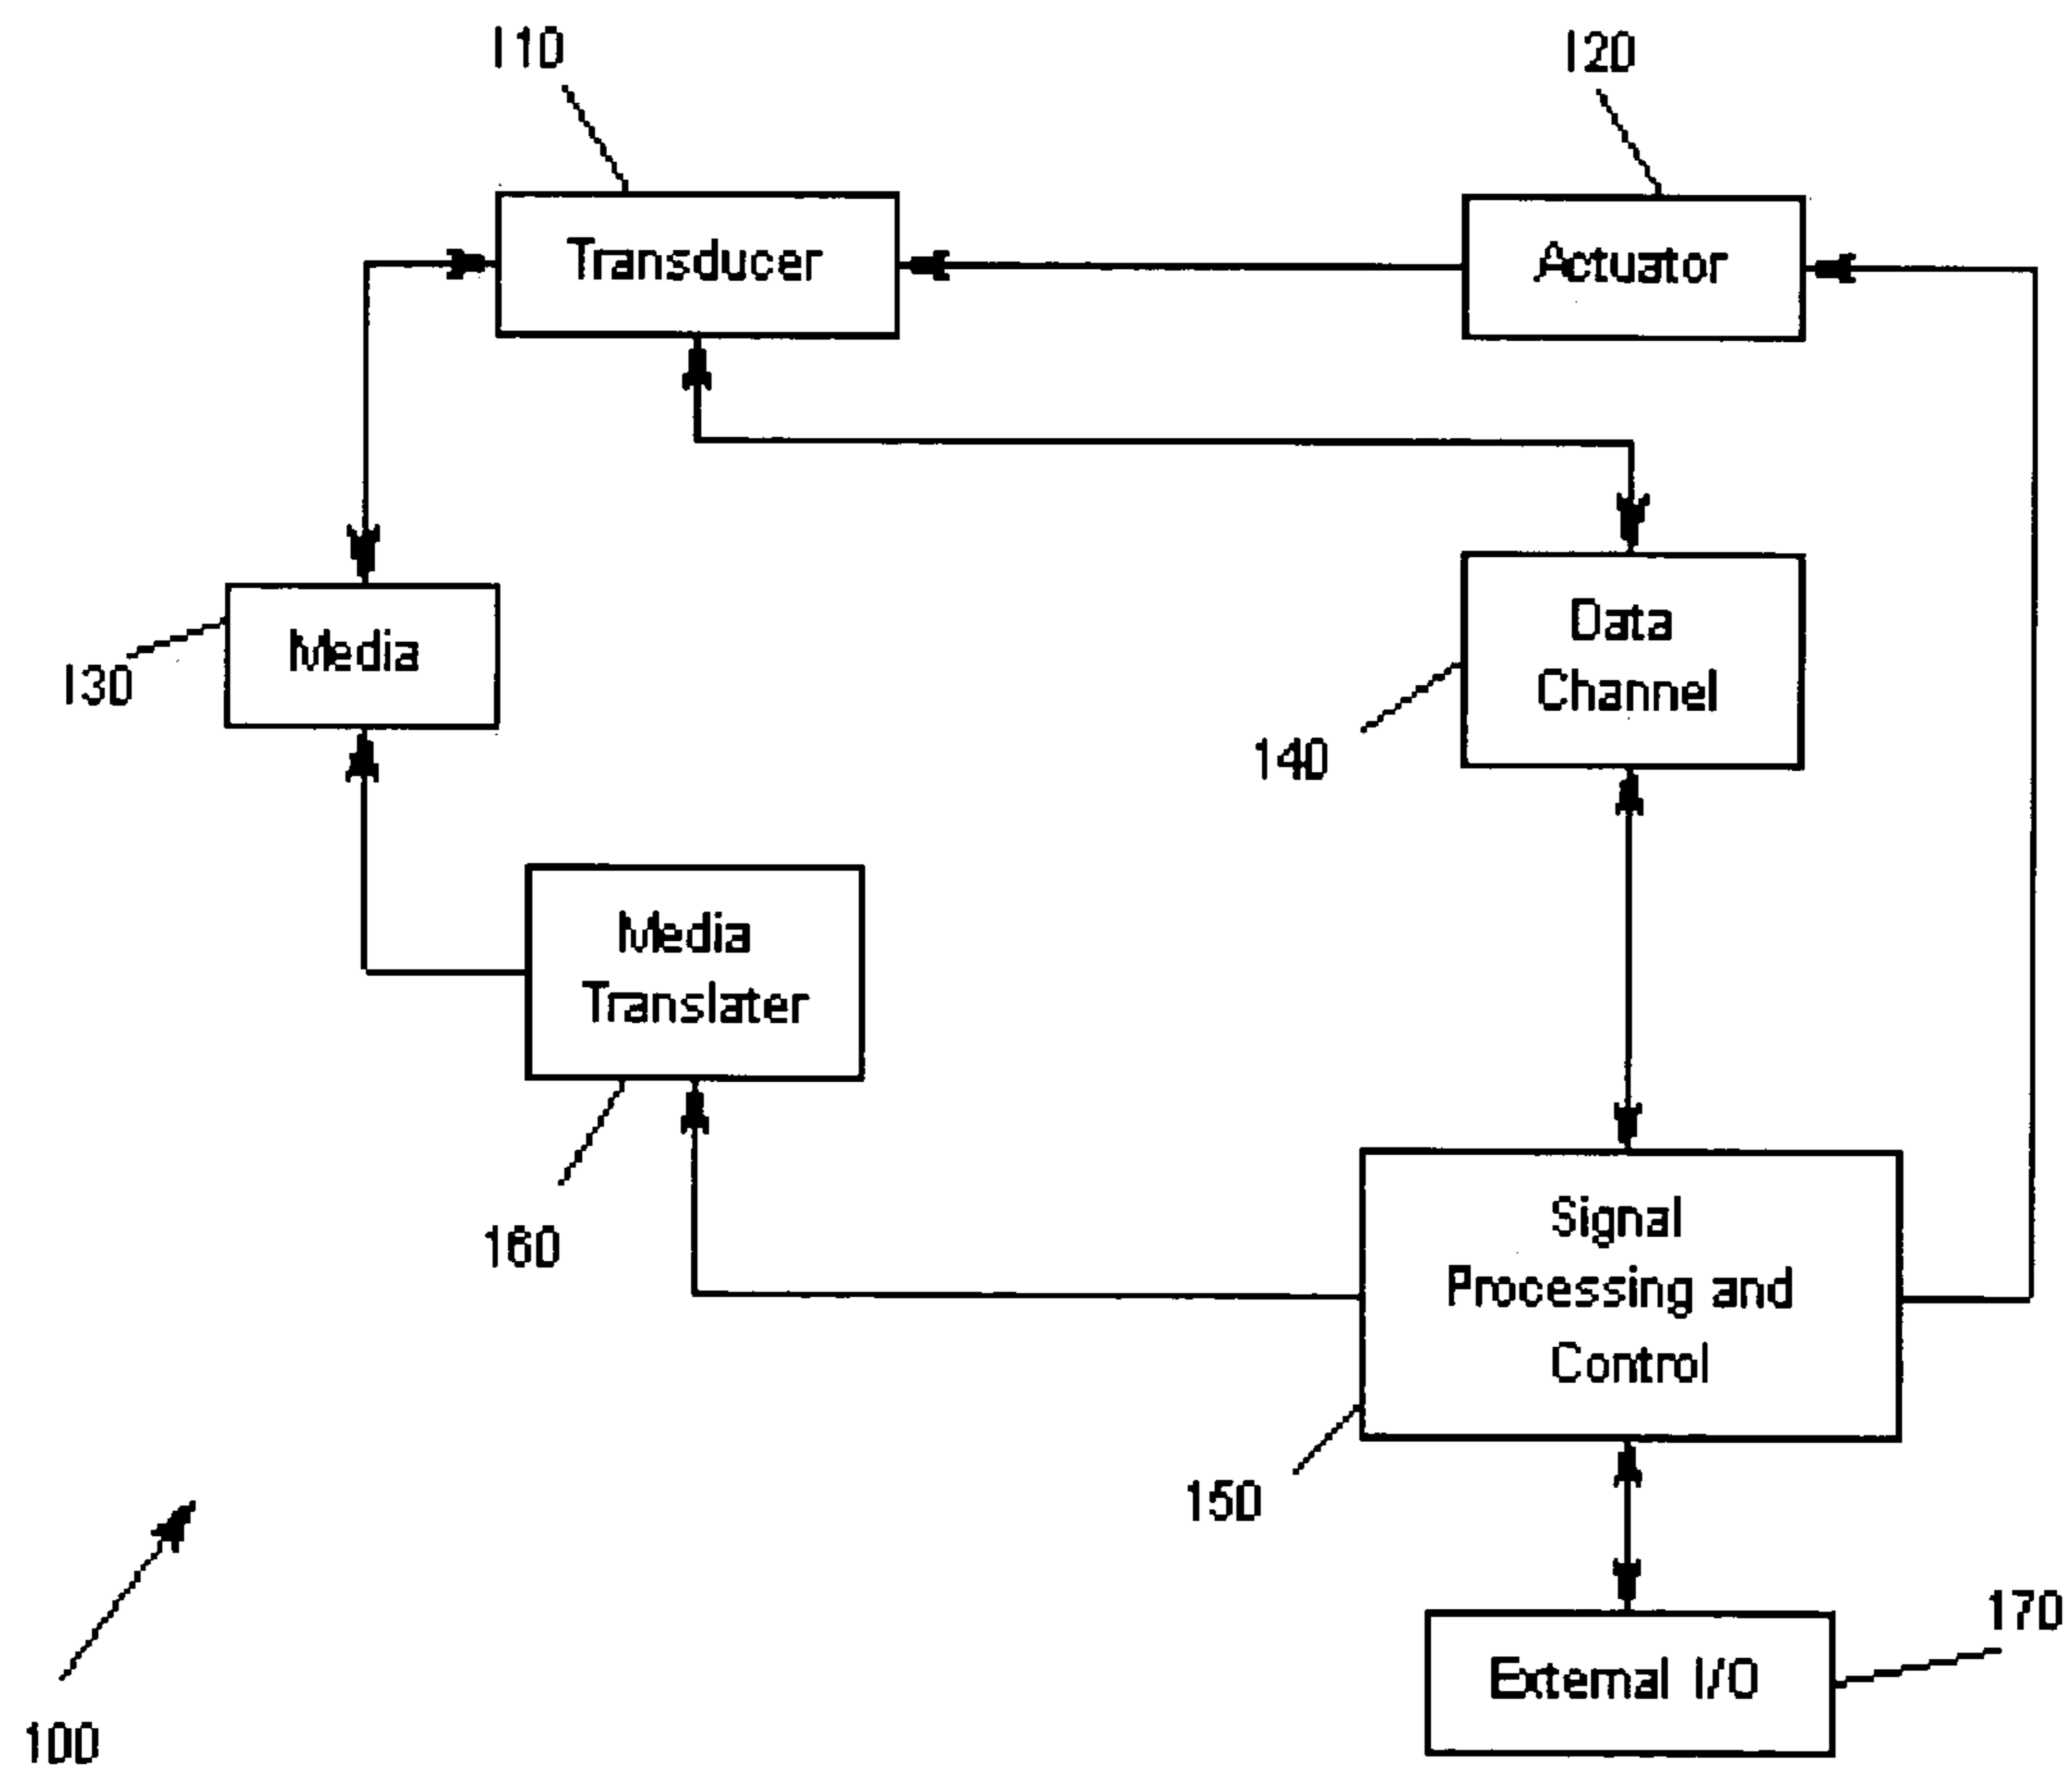 110
120
Transducer
Actuator
Media
130
Data
Channel
140
Media
Translater
160
Signal
Processing and
Control
150
170
External I/O
100